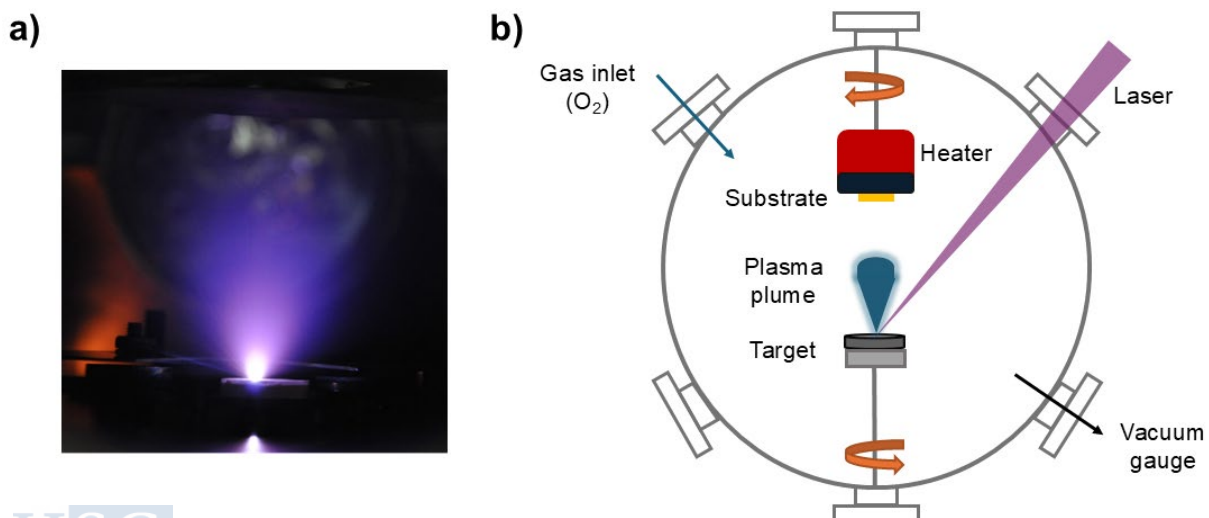 a)
b)
Gas inlet
(O₂)
Laser
Heater
Substrate
Plasma
plume
Target
Vacuum
gauge